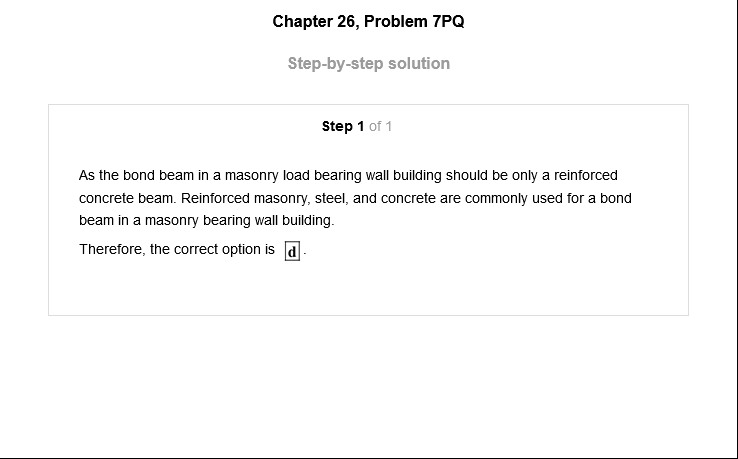 Chapter 26, Problem 7PQ
Step-by-step solution
Step 1 of 1
As the bond beam in a masonry load bearing wall building should be only a reinforced
concrete beam. Reinforced masonry, steel, and concrete are commonly used for a bond
beam in a masonry bearing wall building.
Therefore, the correct option is d.